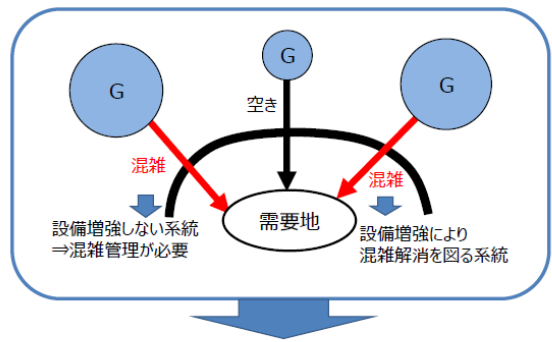 G
G
G
空き
混雑
混雑
需要地
設備増強しない系統
⇒混雑管理が必要
設備増強により
混雑解消を図る系統